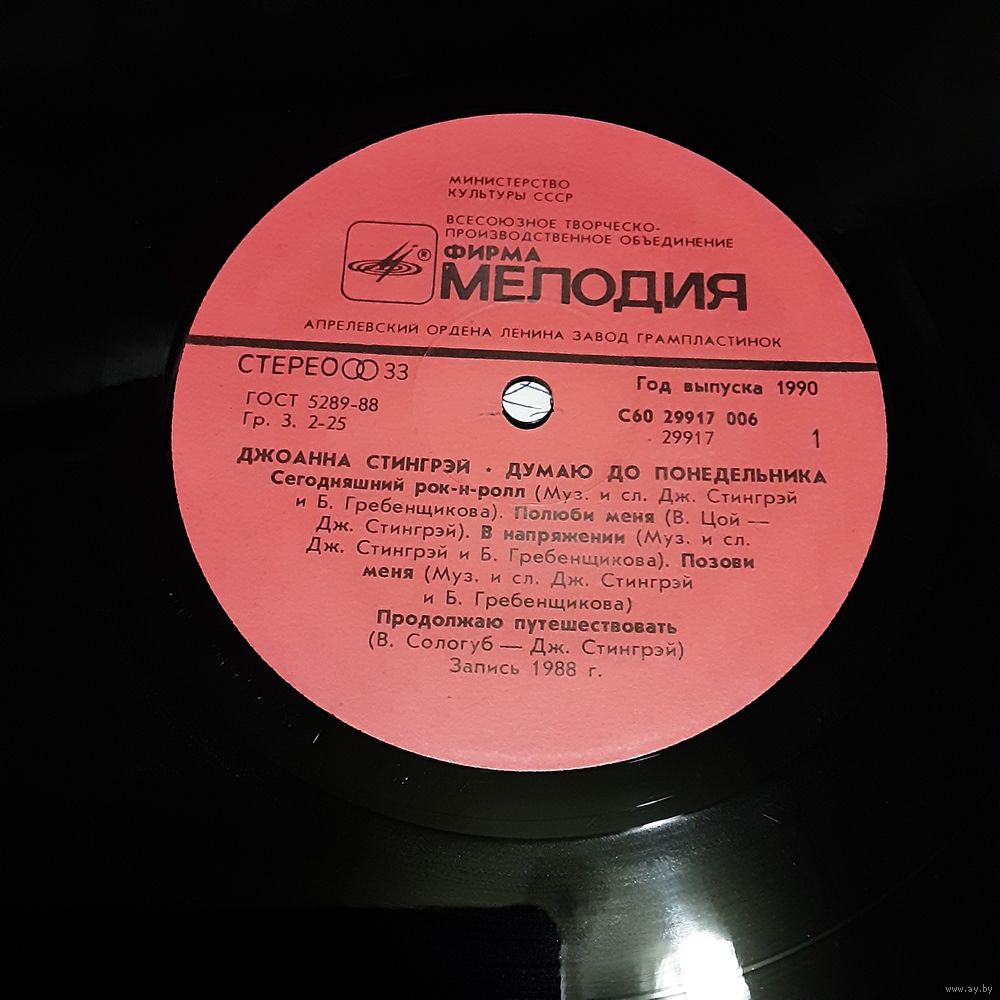 МИНИСТЕРСТВО
КУЛЬТУРЫ СССР
ВСЕСОЮЗНОЕ ТВОРЧЕСКО-
ПРОИЗВОДСТВЕННОЕ ОБЪЕДИНЕНИЕ
ФИРМА
®
МЕЛОДИЯ
АПРЕЛЕВСКИЙ ОРДЕНА ЛЕНИНА ЗАВОД ГРАМПЛАСТИНОК
СТЕРЕО 33
ГОСТ 5289-88
Гр. 3. 2-25
Год выпуска 1990
С60 29917 006
29917 1
ДЖОАННА СТИНГРЭЙ · ДУМАЮ ДО ПОНЕДЕЛЬНИКА
Сегодняшний рок-н-ролл (Муз. и сл. Дж. Стингрэй
и Б. Гребенщикова). Полюби меня (В. Цой —
Дж. Стингрэй). В напряжении (Муз. и сл.
Дж. Стингрэй и Б. Гребенщикова). Позови
меня (Муз. и сл. Дж. Стингрэй
и Б. Гребенщикова)
Продолжаю путешествовать
(В. Сологуб — Дж. Стингрэй)
Запись 1988 г.
www.ay.by